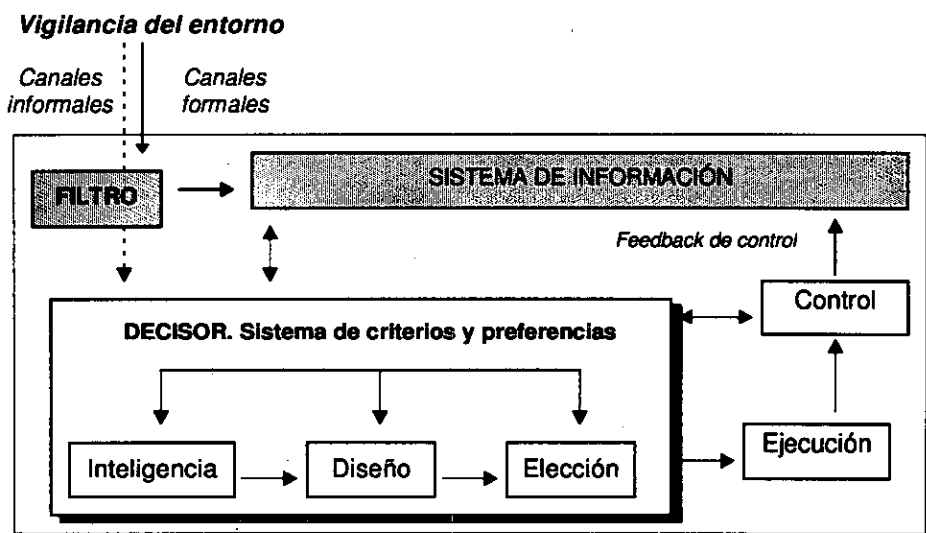 Vigilancia del entorno
Canales
informales
Canales
formales
FILTRO
SISTEMA DE INFORMACIÓN
Feedback de control
Control
DECISOR. Sistema de criterios y preferencias
Inteligencia
Diseño
Elección
Ejecución